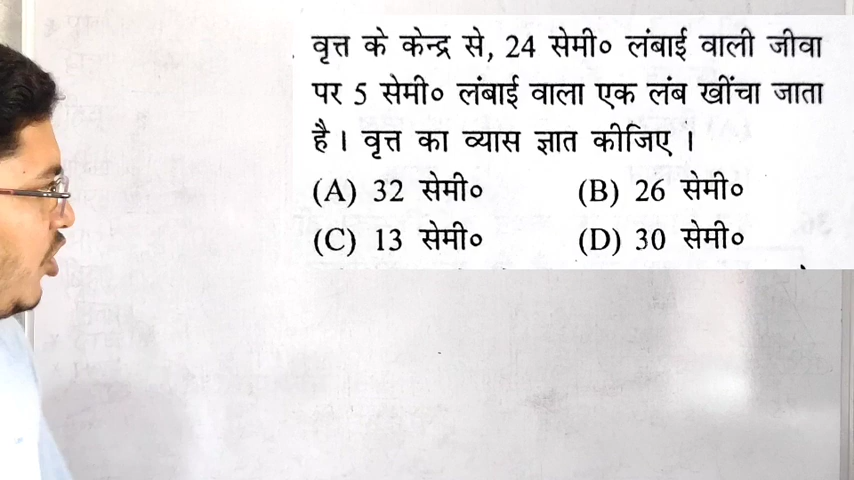 वृत्त के केन्द्र से, 24 सेमी० लंबाई वाली जीवा
पर 5 सेमी० लंबाई वाला एक लंब खींचा जाता
है । वृत्त का व्यास ज्ञात कीजिए ।
(A) 32 सेमी० (B) 26 सेमी०
(C) 13 सेमी० (D) 30 सेमी०